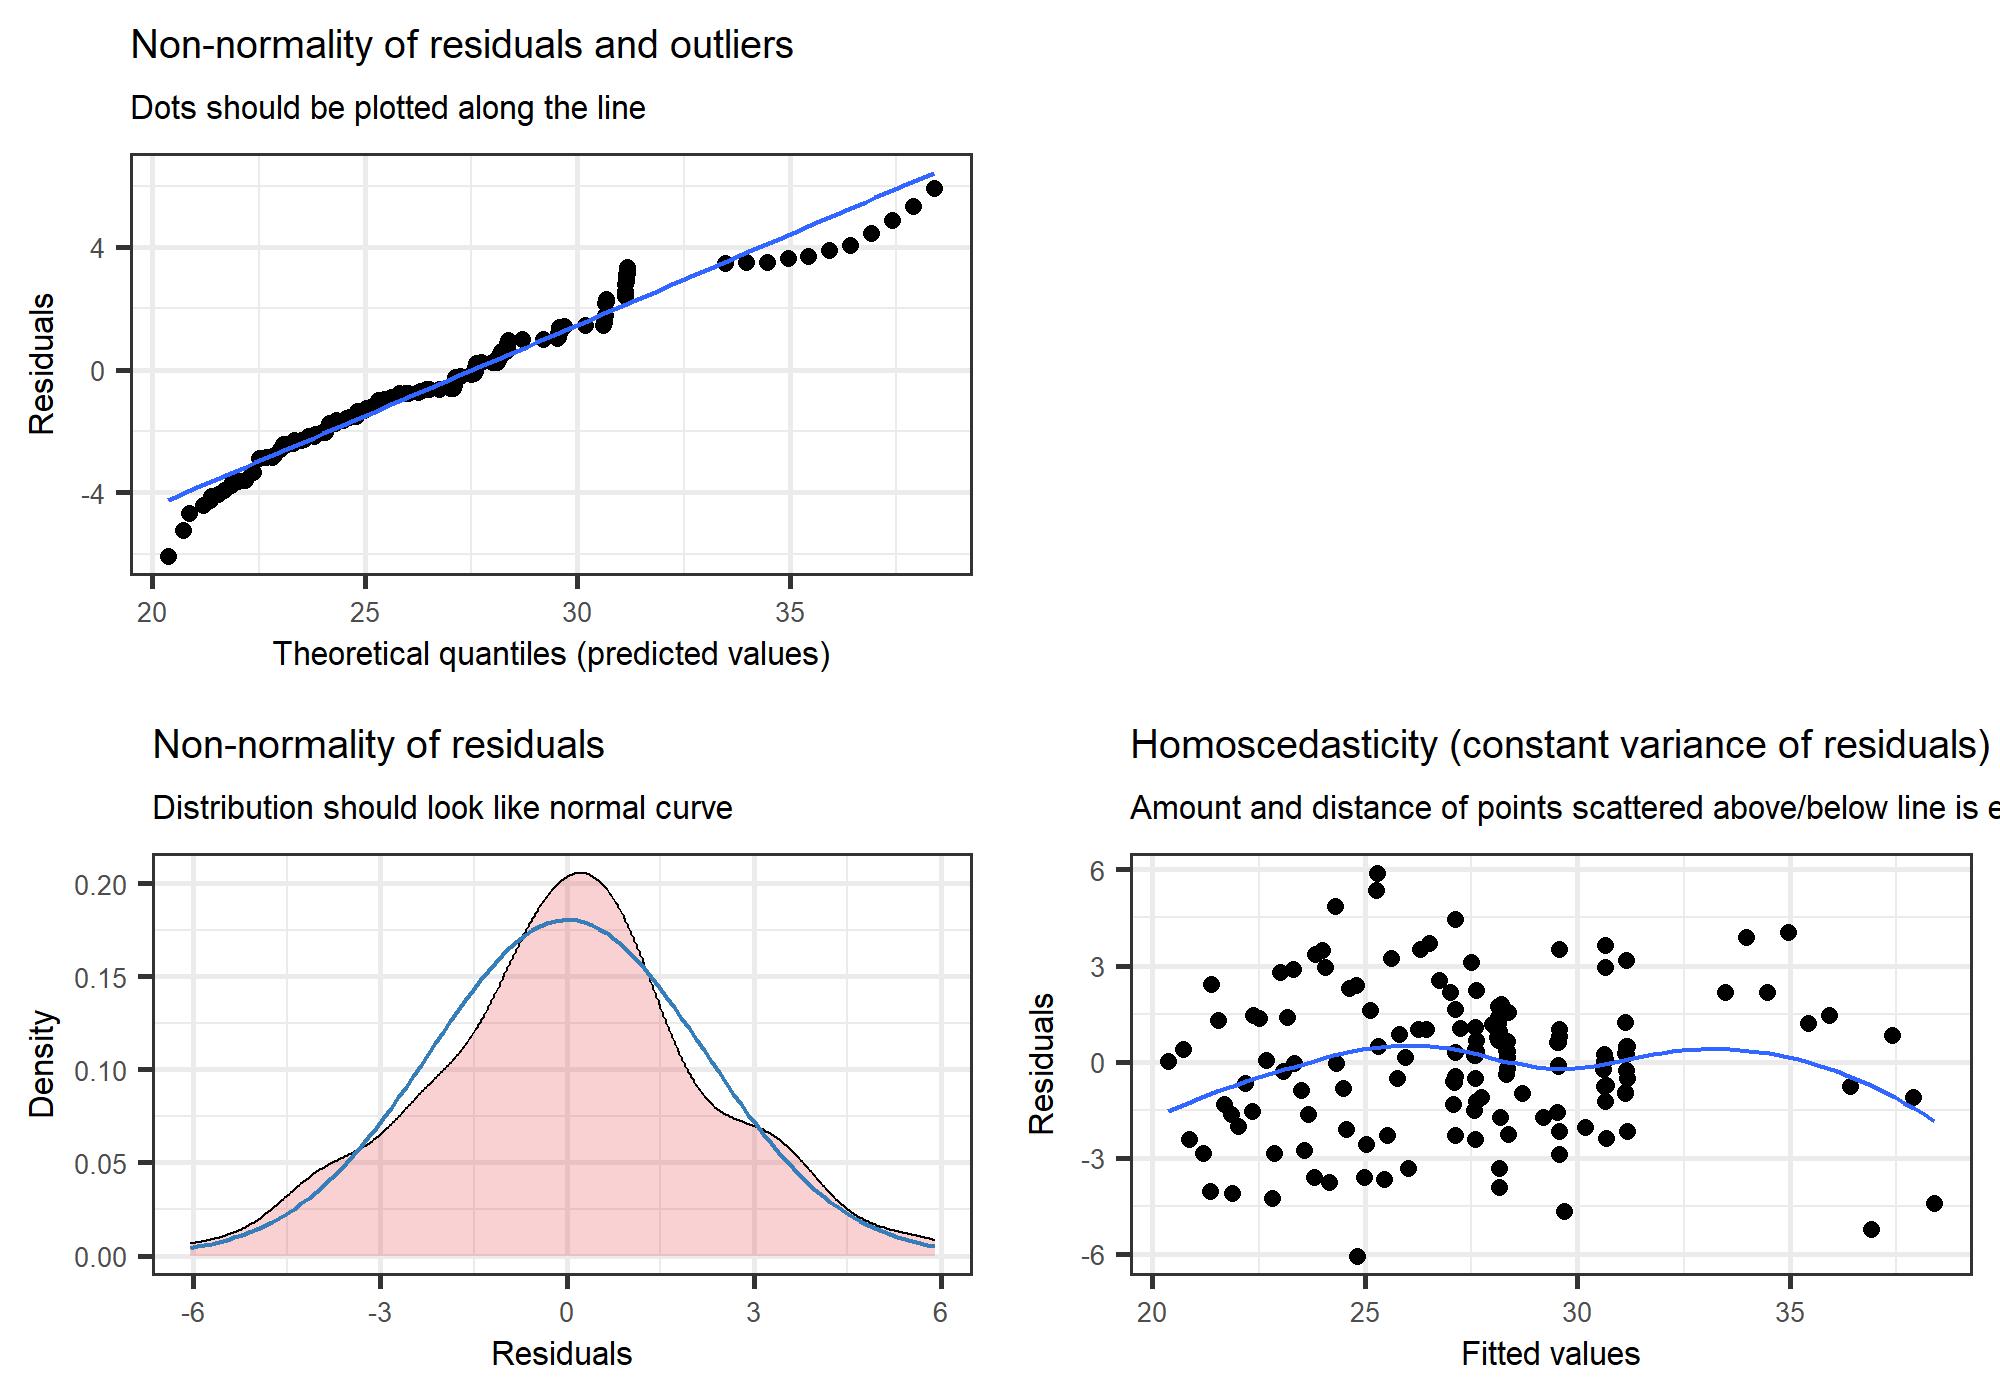 Non-normality of residuals and outliers
Dots should be plotted along the line
4
0
-4
Residuals
20 25 30 35
Theoretical quantiles (predicted values)
Non-normality of residuals
Distribution should look like normal curve
0.20
0.15
0.10
0.05
0.00
Density
-6 -3 0 3 6
Residuals
Homoscedasticity (constant variance of residuals)
Amount and distance of points scattered above/below line is e
6
3
0
-3
-6
Residuals
20 25 30 35
Fitted values